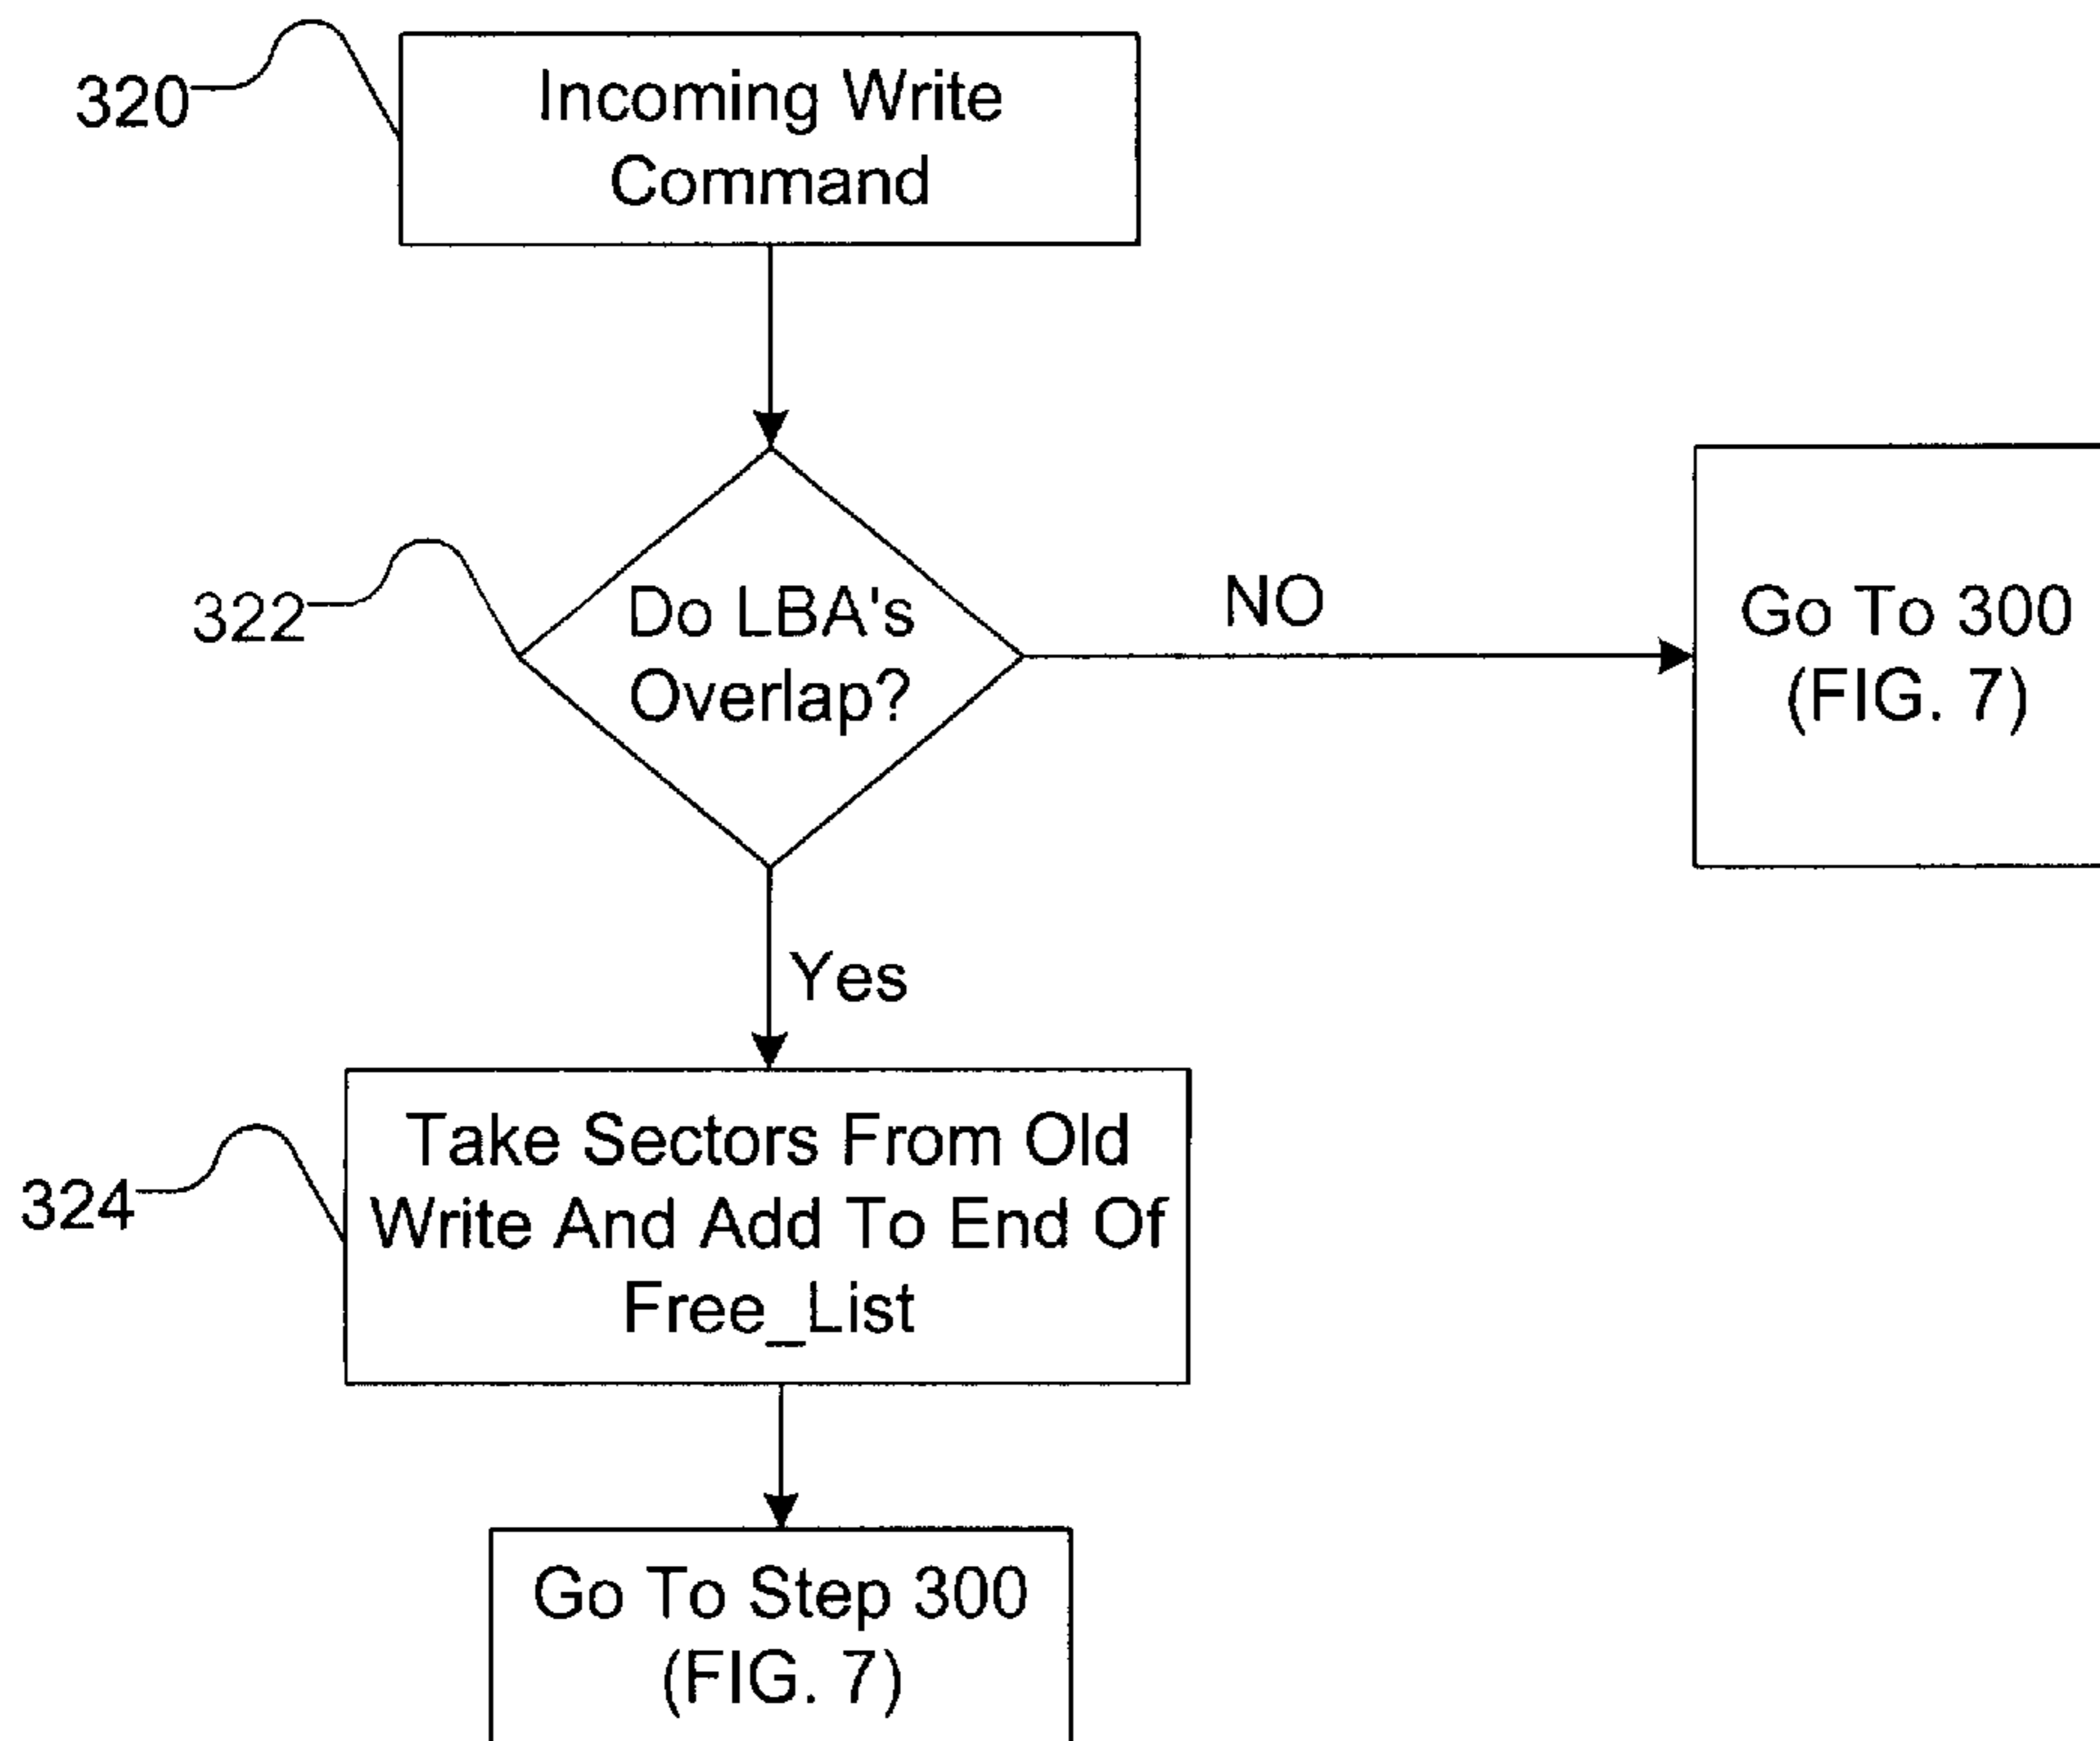 320
Incoming Write
Command
322
Do LBA's
Overlap?
NO
Go To 300
(FIG. 7)
Yes
324
Take Sectors From Old
Write And Add To End Of
Free_List
Go To Step 300
(FIG. 7)